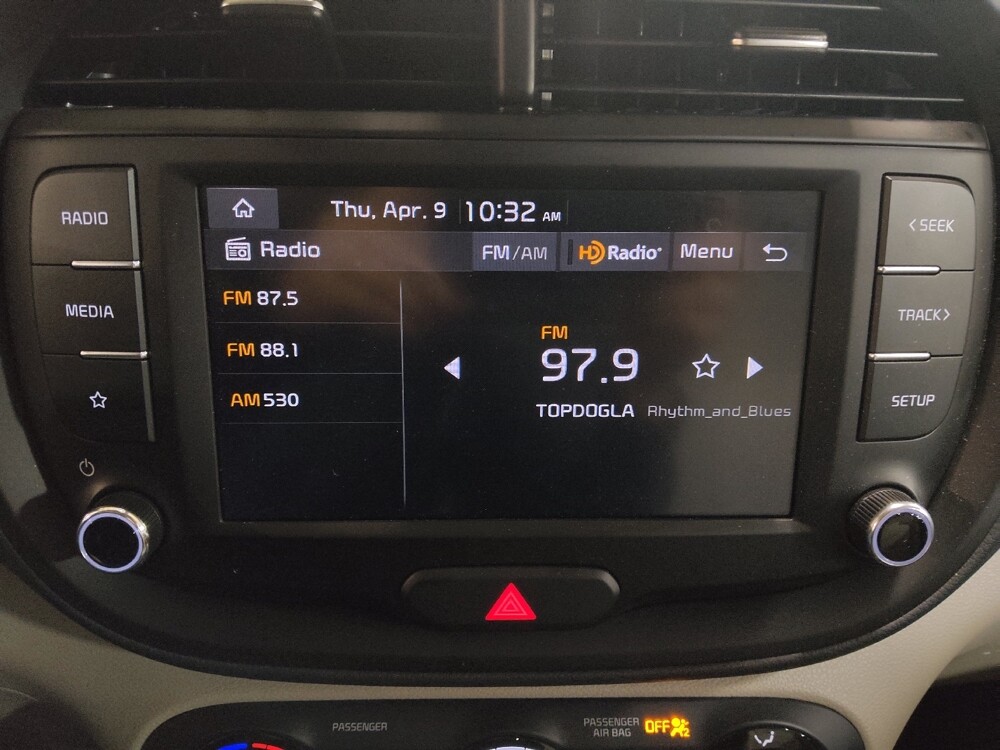 Thu, Apr. 9 10:32 AM
RADIO
< SEEK
Radio FM/AM HD Radio Menu
FM 87.5
MEDIA
TRACK >
FM
97.9
FM 88.1
AM 530
SETUP
TOPDOGLA Rhythm_and_Blues
PASSENGER
PASSENGER
AIR BAG
OFF 2